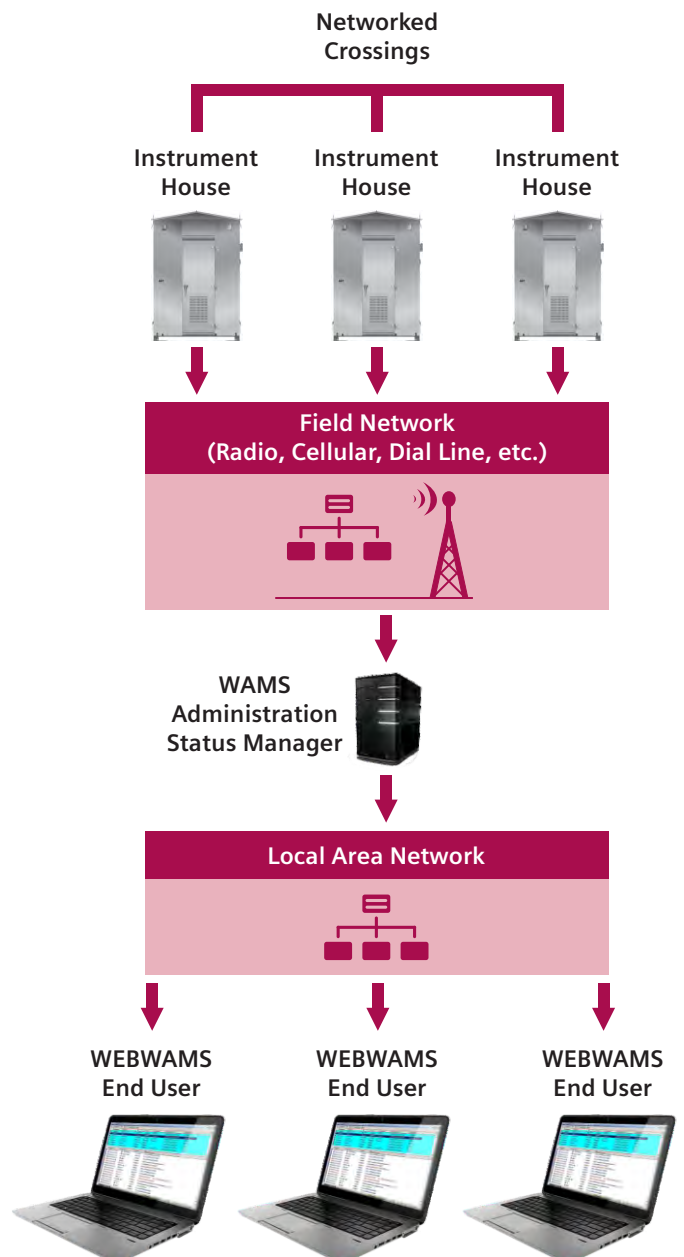 Networked
Crossings
Instrument
House
Instrument
House
Instrument
House
Field Network
(Radio, Cellular, Dial Line, etc.)
WAMS
Administration
Status Manager
Local Area Network
WEBWAMS
End User
WEBWAMS
End User
WEBWAMS
End User